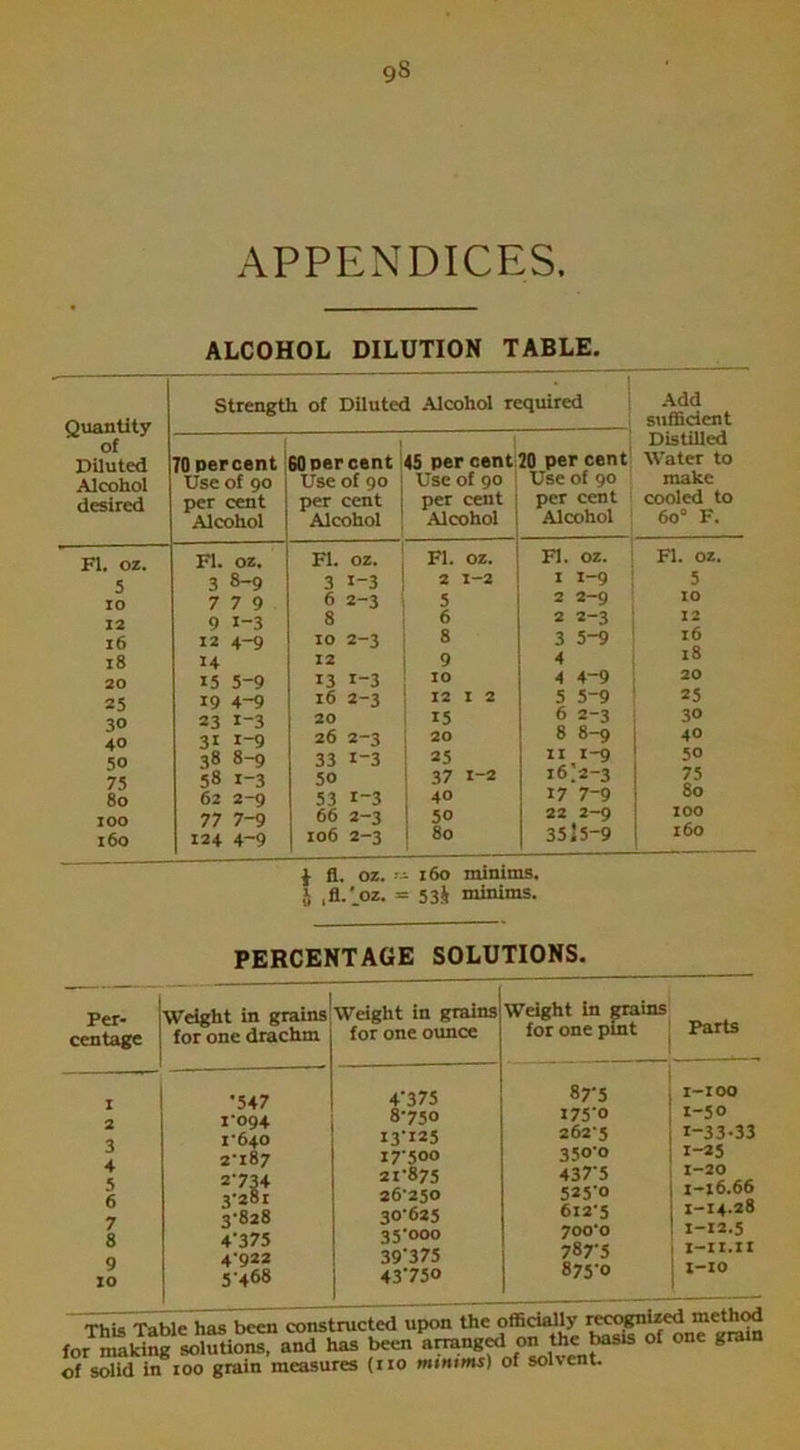 98
APPENDICES.
ALCOHOL DILUTION TABLE.
Quantity of Diluted Alcohol desired | Strength of Diluted Alcohol required | Add sufficient Distilled Water to make cooled to 60° F.
70 per cent Use of 90 per cent Alcohol | 60 per cent Use of 90 per cent Alcohol | 45 per cent Use of 90 per cent Alcohol | 20 per cent Use of 90 per cent Alcohol
Fl. oz. | Fl. oz. | Fl. oz. | Fl. oz. | Fl. oz. | Fl. oz.
5 | 3 8-9 | 3 1-3 | 2 1-2 | 1 1-9 | 5
10 | 7 7 9 | 6 2-3 | 5 | 2 2-9 | 10
12 | 9 1-3 | 8 | 6 | 2 2-3 | 12
16 | 12 4-9 | 10 2-3 | 8 | 3 5-9 | 16
18 | 14 | 12 | 9 | 4 | 18
20 | 15 5-9 | 13 1-3 | 10 | 4 4-9 | 20
25 | 19 4-9 | 16 2-3 | 12 1 2 | 5 5-9 | 25
30 | 23 1-3 | 20 | 15 | 6 2-3 | 30
40 | 31 1-9 | 26 2-3 | 20 | 8 8-9 | 40
50 | 38 8-9 | 33 1-3 | 25 | 11 1-9 | 50
75 | 58 1-3 | 50 | 37 1-2 | 16 2-3 | 75
80 | 62 2-9 | 53 1-3 | 40 | 17 7-9 | 80
100 | 77 7-9 | 66 2-3 | 50 | 22 2-9 | 100
160 | 124 4-9 | 106 2-3 | 80 | 35 5-9 | 160
fl. oz. = 160 minims.
fl. oz. = 53⅓ minims.
PERCENTAGE SOLUTIONS.
Percentage | Weight in grains for one drachm | Weight in grains for one ounce | Weight in grains for one pint | Parts
1 | ·547 | 4·375 | 87·5 | 1-100
2 | 1·094 | 8·750 | 175·0 | 1-50
3 | 1·640 | 13·125 | 262·5 | 1-33·33
4 | 2·187 | 17·500 | 350·0 | 1-25
5 | 2·734 | 21·875 | 437·5 | 1-20
6 | 3·281 | 26·250 | 525·0 | 1-16.66
7 | 3·828 | 30·625 | 612·5 | 1-14.28
8 | 4·375 | 35·000 | 700·0 | 1-12.5
9 | 4·922 | 39·375 | 787·5 | 1-11.11
10 | 5·468 | 43·750 | 875·0 | 1-10
This Table has been constructed upon the officially recognized method
for making solutions, and has been arranged on the basis of one grain
of solid in 100 grain measures (110 minims) of solvent.